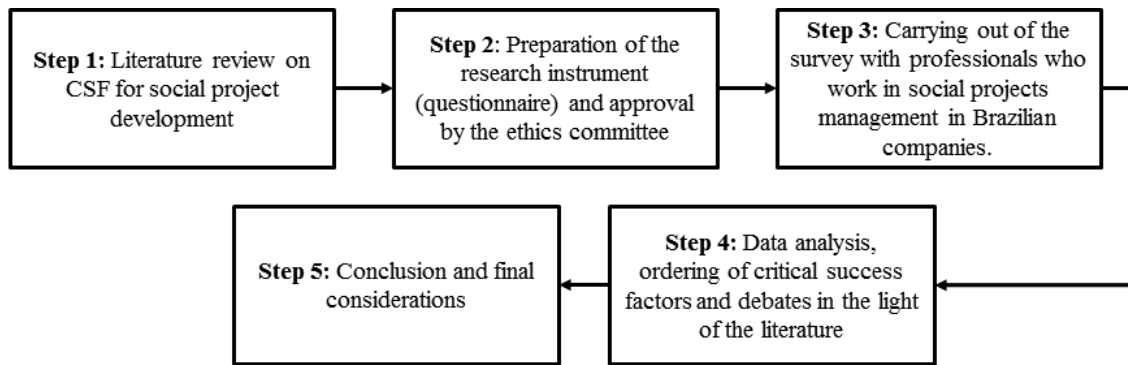 Step 1: Literature review on
CSF for social project
development
Step 2: Preparation of the
research instrument
(questionnaire) and approval
by the ethics committee
Step 3: Carrying out of the
survey with professionals who
work in social projects
management in Brazilian
companies.
Step 4: Data analysis,
ordering of critical success
factors and debates in the light
of the literature
Step 5: Conclusion and final
considerations